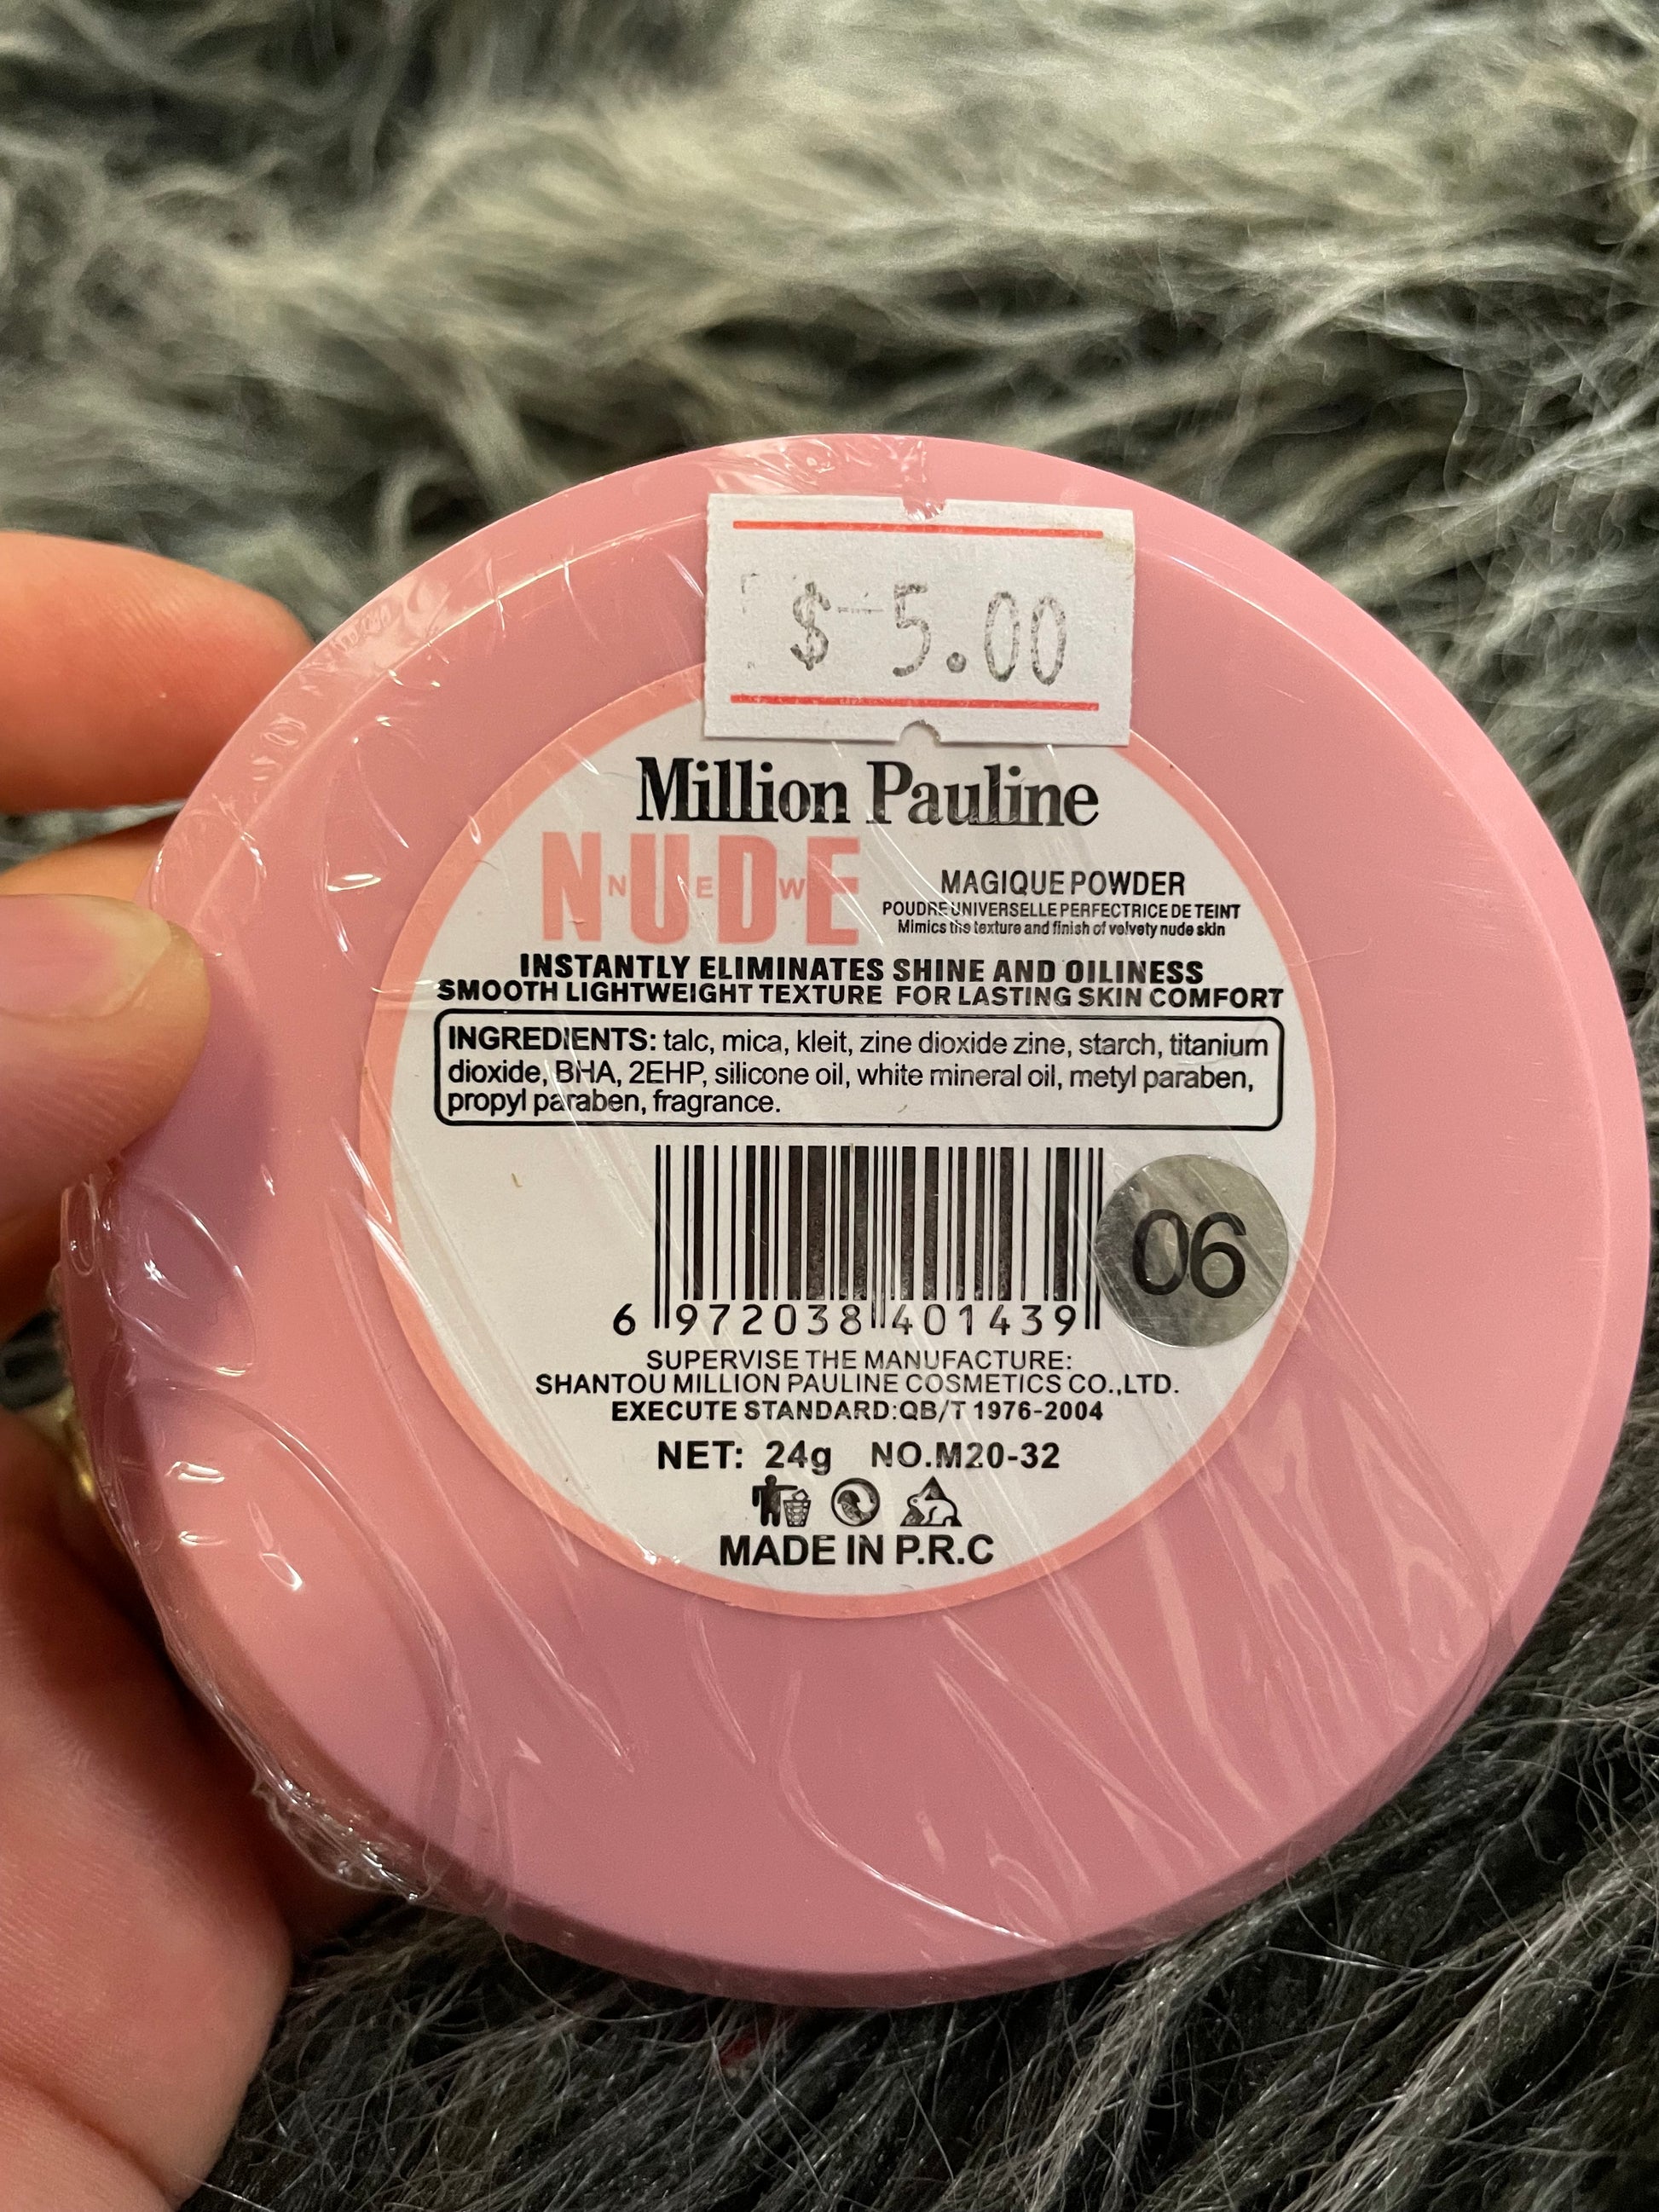 $ 5.00
Million Pauline
NUDE
NEW
MAGIQUE POWDER
POUDRE UNIVERSELLE PERFECTRICE DE TEINT
Mimics the texture and finish of velvety nude skin
INSTANTLY ELIMINATES SHINE AND OILINESS
SMOOTH LIGHTWEIGHT TEXTURE FOR LASTING SKIN COMFORT
INGREDIENTS: talc, mica, kleit, zine dioxide zine, starch, titanium
dioxide, BHA, 2EHP, silicone oil, white mineral oil, metyl paraben,
propyl paraben, fragrance.
06
6 972038 401439
SUPERVISE THE MANUFACTURE:
SHANTOU MILLION PAULINE COSMETICS CO.,LTD.
EXECUTE STANDARD:QB/T 1976-2004
NET: 24g NO.M20-32
MADE IN P.R.C